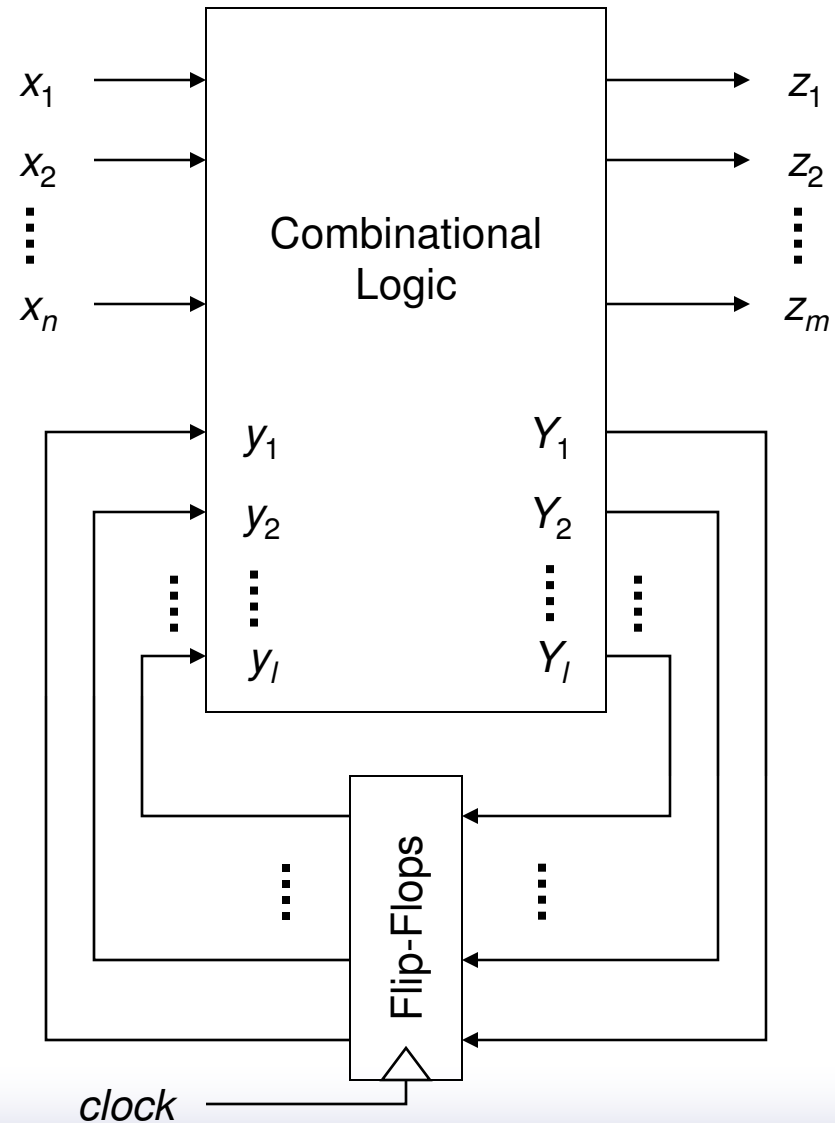 x₁
z₁
x₂
z₂
Combinational
Logic
xₙ
zₘ
y₁
Y₁
y₂
Y₂
yₗ
Yₗ
Flip-Flops
clock